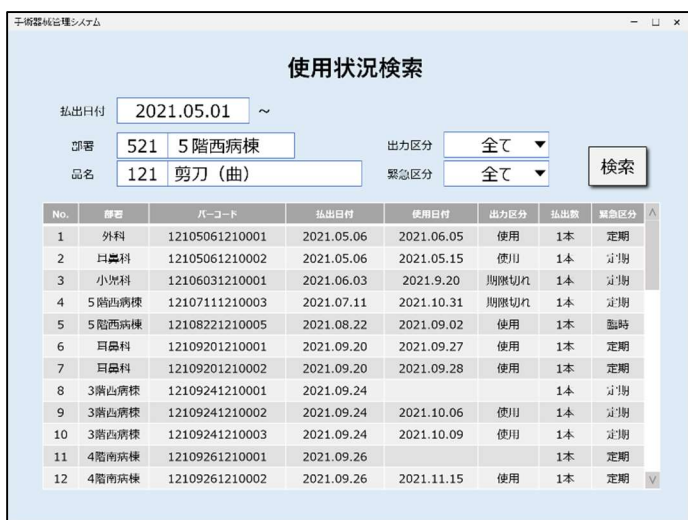 手術器械管理システム
使用状況検索
払出日付 2021.05.01 ～
部署 521 5階西病棟 出力区分 全て
品名 121 剪刀（曲） 緊急区分 全て
検索
No. 部署 バーコード 払出日付 使用日付 出力区分 払出数 緊急区分
1 外科 12105061210001 2021.05.06 2021.06.05 使用 1本 定期
2 耳鼻科 12105061210002 2021.05.06 2021.05.15 使用 1本 定期
3 小児科 12106031210001 2021.06.03 2021.9.20 期限切れ 1本 定期
4 5階西病棟 12107111210003 2021.07.11 2021.10.31 期限切れ 1本 定期
5 5階西病棟 12108221210005 2021.08.22 2021.09.02 使用 1本 臨時
6 耳鼻科 12109201210001 2021.09.20 2021.09.27 使用 1本 定期
7 耳鼻科 12109201210002 2021.09.20 2021.09.28 使用 1本 定期
8 3階西病棟 12109241210001 2021.09.24 1本 定期
9 3階西病棟 12109241210002 2021.09.24 2021.10.06 使用 1本 定期
10 3階西病棟 12109241210003 2021.09.24 2021.10.09 使用 1本 定期
11 4階南病棟 12109261210001 2021.09.26 1本 定期
12 4階南病棟 12109261210002 2021.09.26 2021.11.15 使用 1本 定期